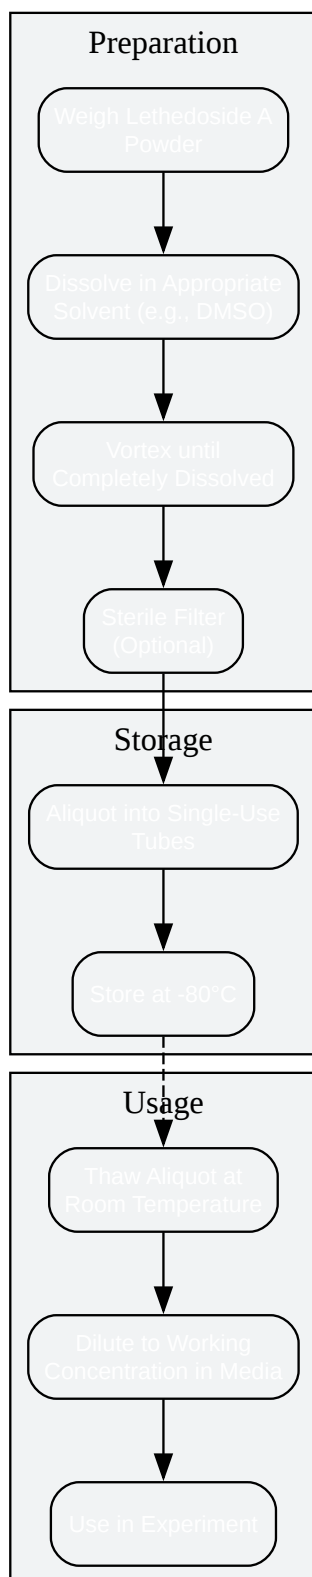 Preparation
Weigh Lethedoside A
Powder
Dissolve in Appropriate
Solvent (e.g., DMSO)
Vortex until
Completely Dissolved
Sterile Filter
(Optional)
Storage
Aliquot into Single-Use
Tubes
Store at -80°C
Usage
Thaw Aliquot at
Room Temperature
Dilute to Working
Concentration in Media
Use in Experiment